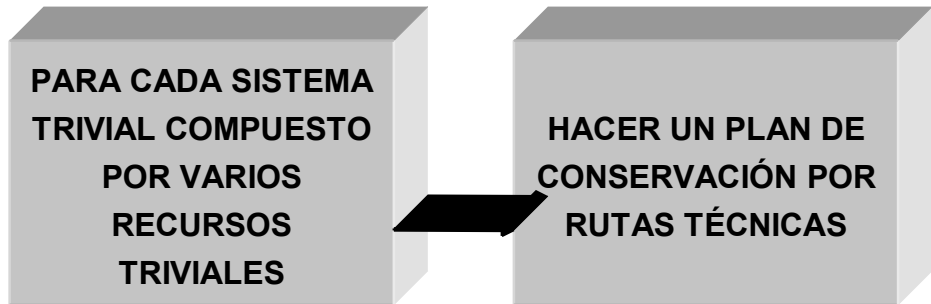 PARA CADA SISTEMA
TRIVIAL COMPUESTO
POR VARIOS
RECURSOS
TRIVIALES
HACER UN PLAN DE
CONSERVACIÓN POR
RUTAS TÉCNICAS